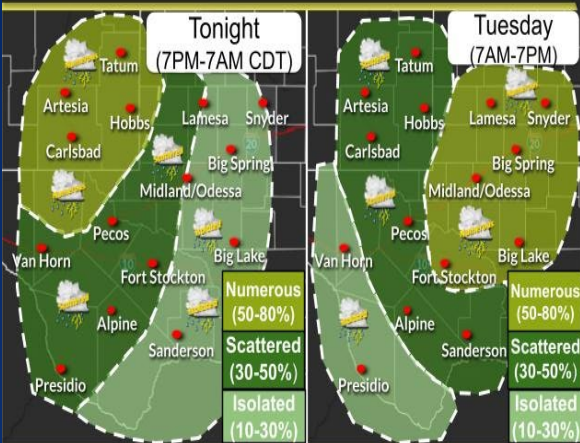 Tonight
(7PM-7AM CDT)
Tatum
Artesia
Hobbs
Lamesa
Snyder
Carlsbad
20
Big Spring
Midland/Odessa
Pecos
Van Horn
10
Fort Stockton
Big Lake
Alpine
Sanderson
Presidio
Numerous
(50-80%)
Scattered
(30-50%)
Isolated
(10-30%)
Tuesday
(7AM-7PM)
Tatum
Artesia
Hobbs
Lamesa
Snyder
Carlsbad
20
Big Spring
Midland/Odessa
Pecos
Van Horn
Fort Stockton
Big Lake
Alpine
Sanderson
Presidio
Numerous
(50-80%)
Scattered
(30-50%)
Isolated
(10-30%)